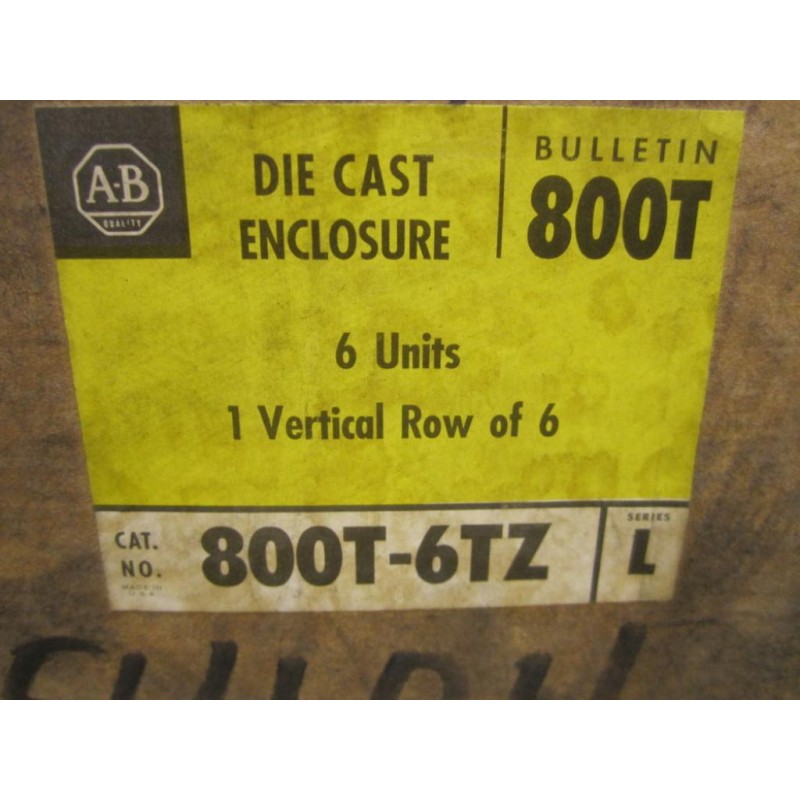 A-B
QUALITY
DIE CAST
ENCLOSURE
BULLETIN
800T
6 Units
1 Vertical Row of 6
CAT.
NO.
MADE IN
U.S.A.
800T-6TZ
SERIES
L